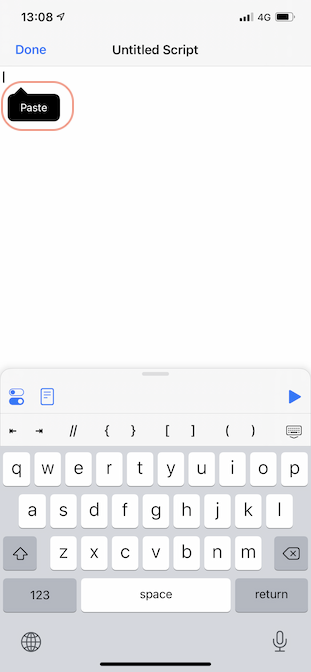 13:08 4G
Done Untitled Script
Paste
⇤ ⇥ // { } [ ] ( )
q w e r t y u i o p
a s d f g h j k l
z x c v b n m
123 space return